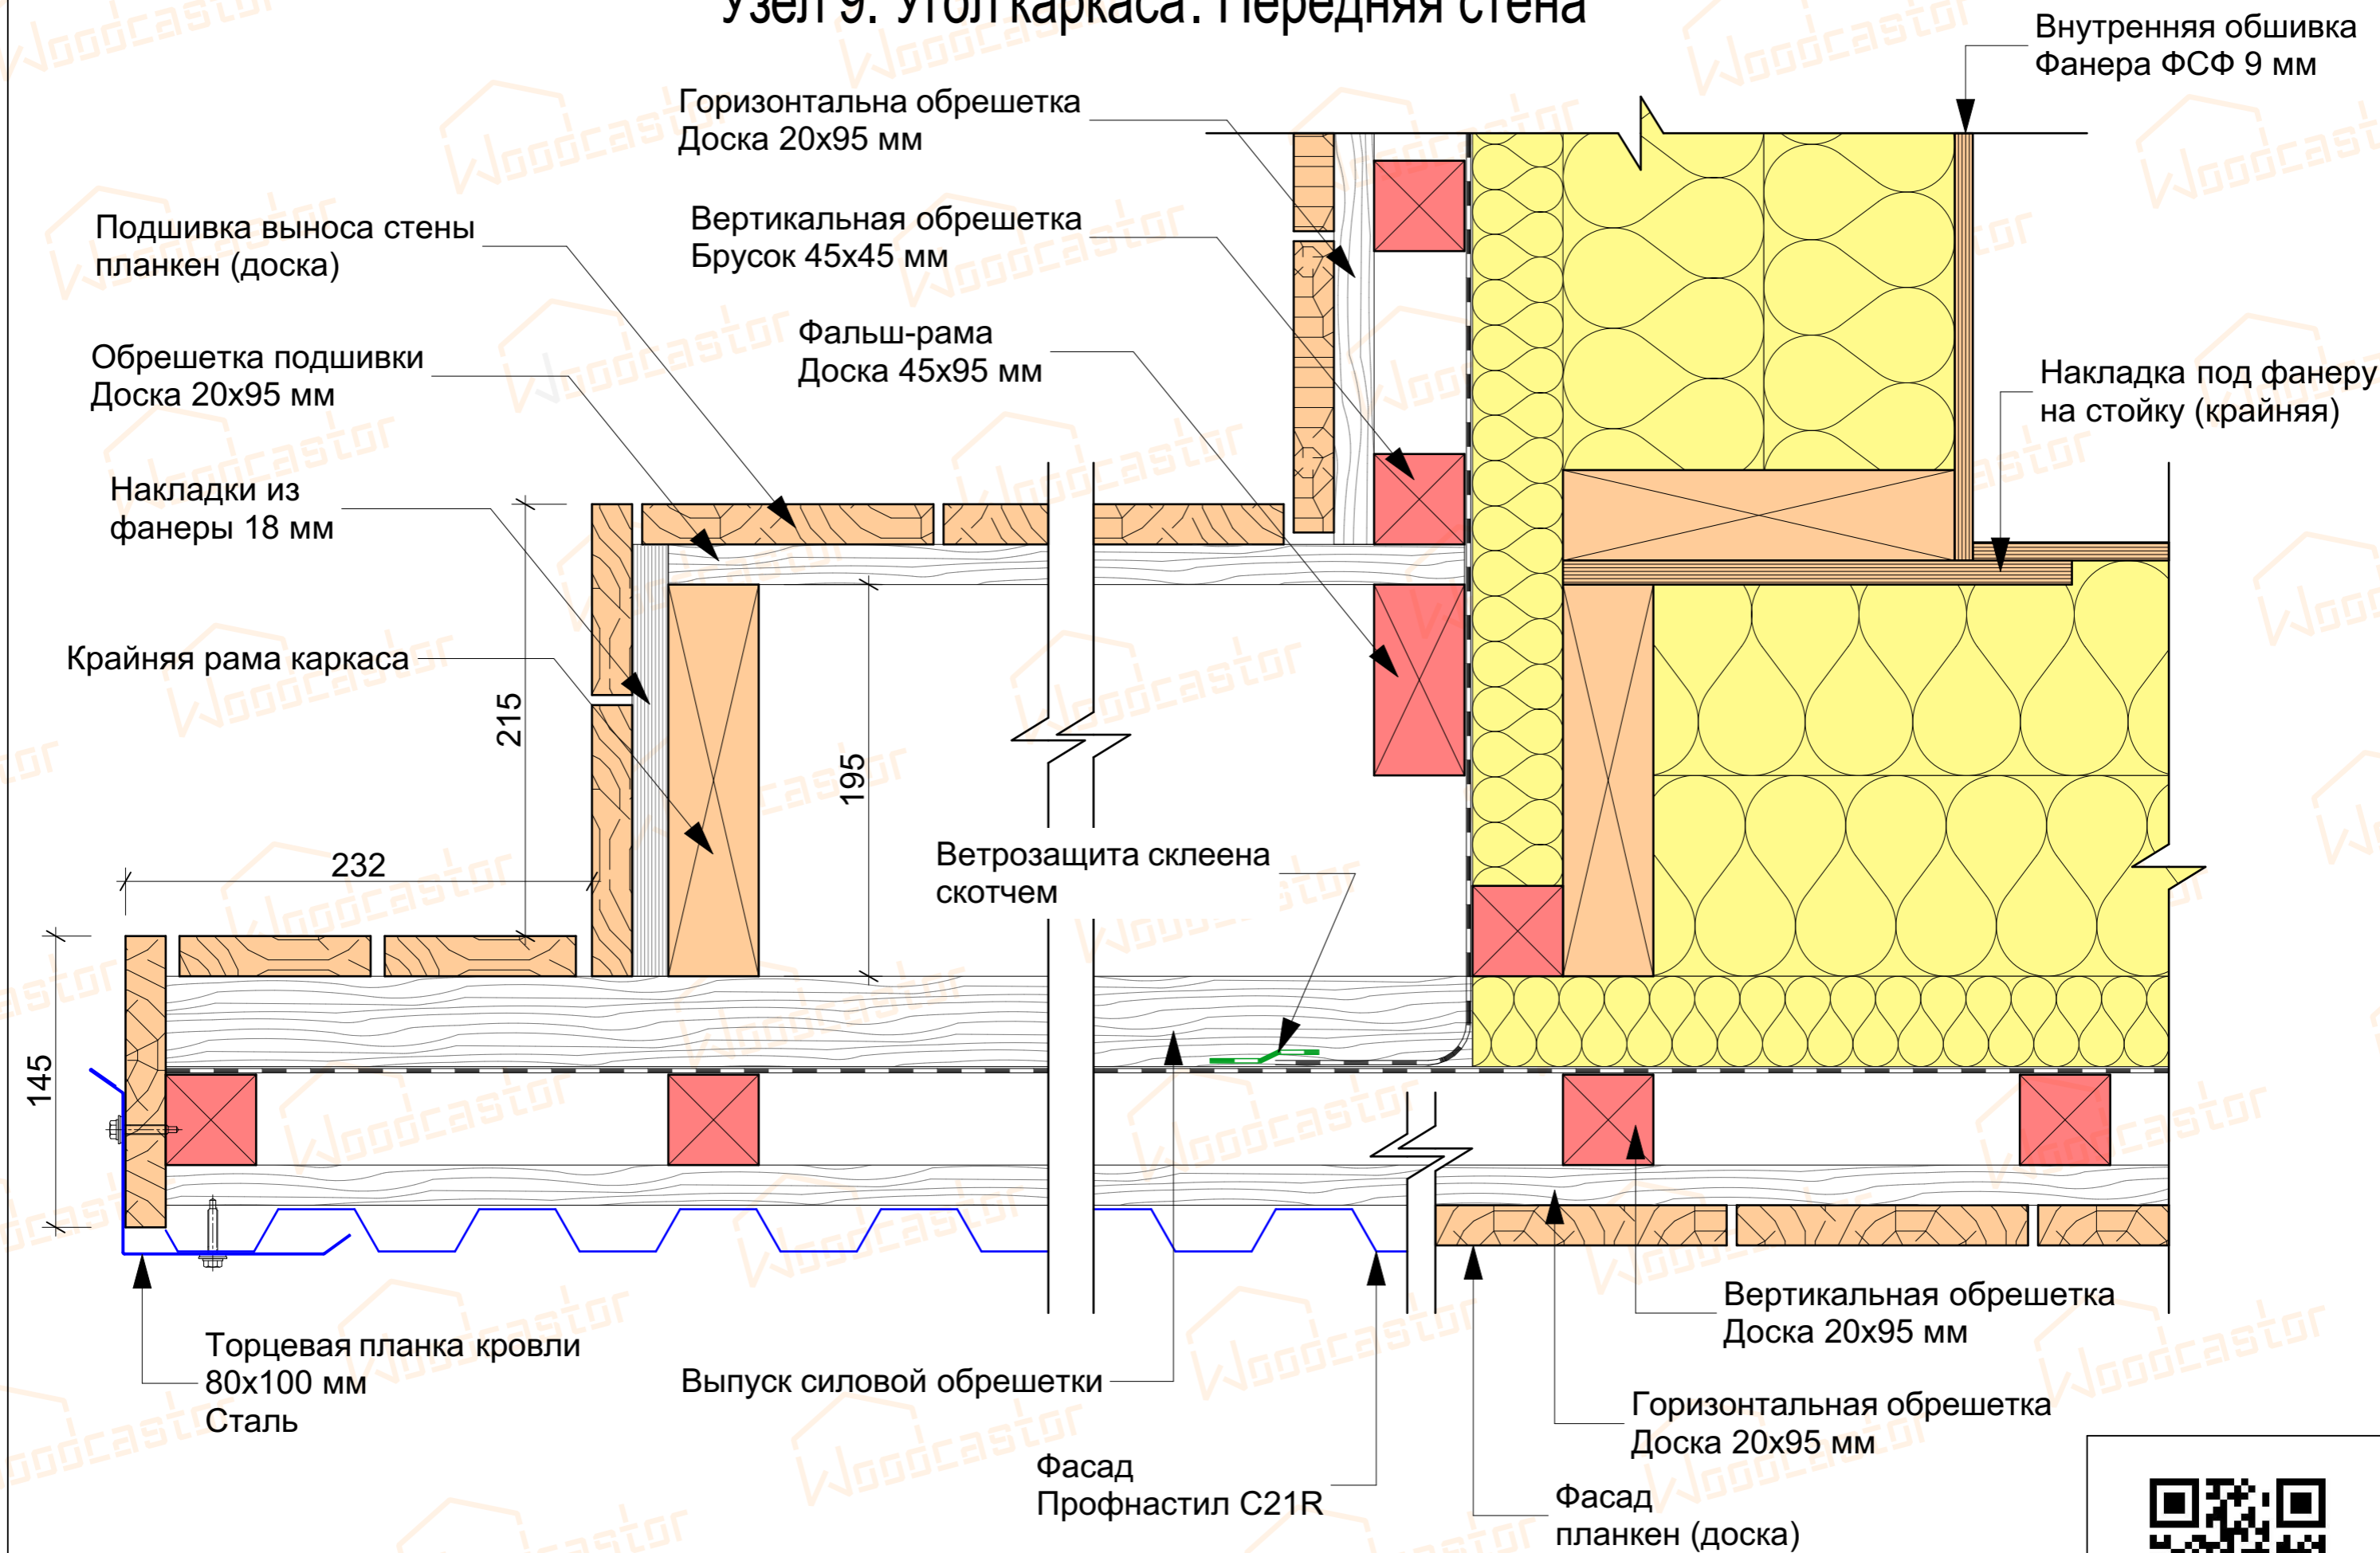 Узел 9. Угол каркаса. Передняя стена
Внутренняя обшивка
Фанера ФСФ 9 мм
Горизонтальна обрешетка
Доска 20х95 мм
Подшивка выноса стены
планкен (доска)
Вертикальная обрешетка
Брусок 45х45 мм
Фальш-рама
Доска 45х95 мм
Обрешетка подшивки
Доска 20х95 мм
Накладка под фанеру
на стойку (крайняя)
Накладки из
фанеры 18 мм
Крайняя рама каркаса
215
195
232
Ветрозащита склеена
скотчем
145
Вертикальная обрешетка
Доска 20х95 мм
Торцевая планка кровли
80х100 мм
Сталь
Выпуск силовой обрешетки
Горизонтальная обрешетка
Доска 20х95 мм
Фасад
Профнастил C21R
Фасад
планкен (доска)
Woodcastor